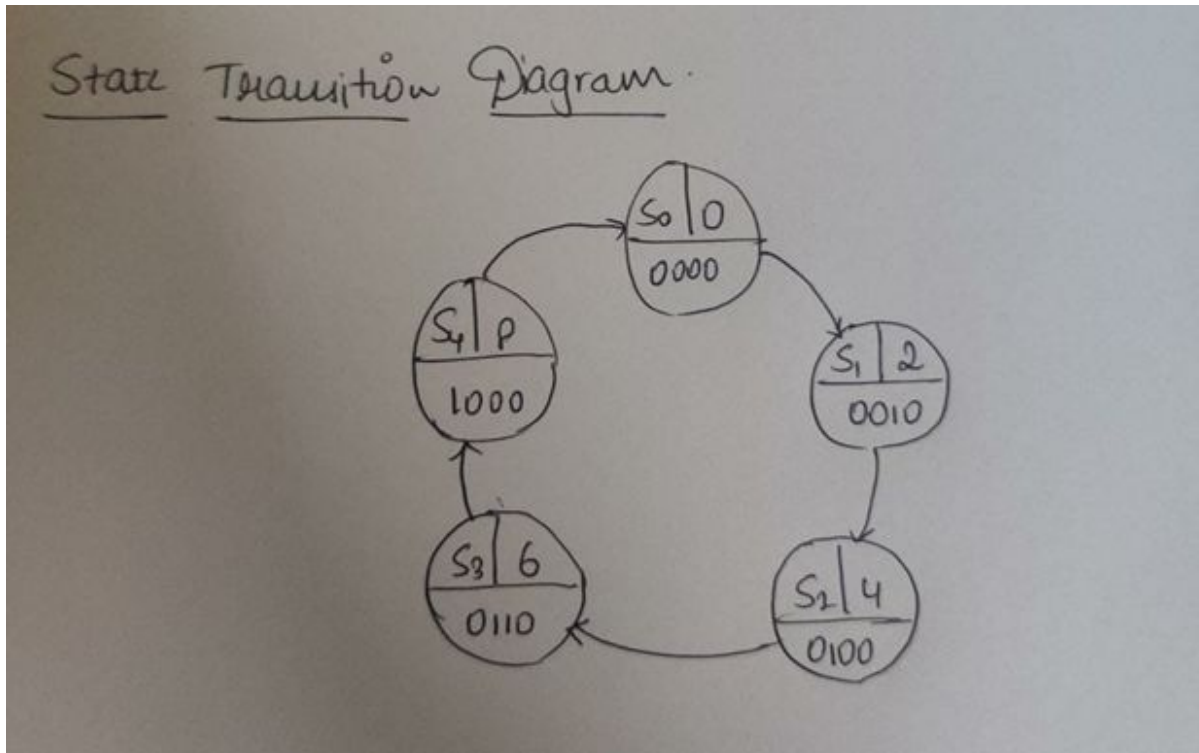 State Transition Diagram.
S0 0
0000
S4 P
1000
S1 2
0010
S3 6
0110
S2 4
0100